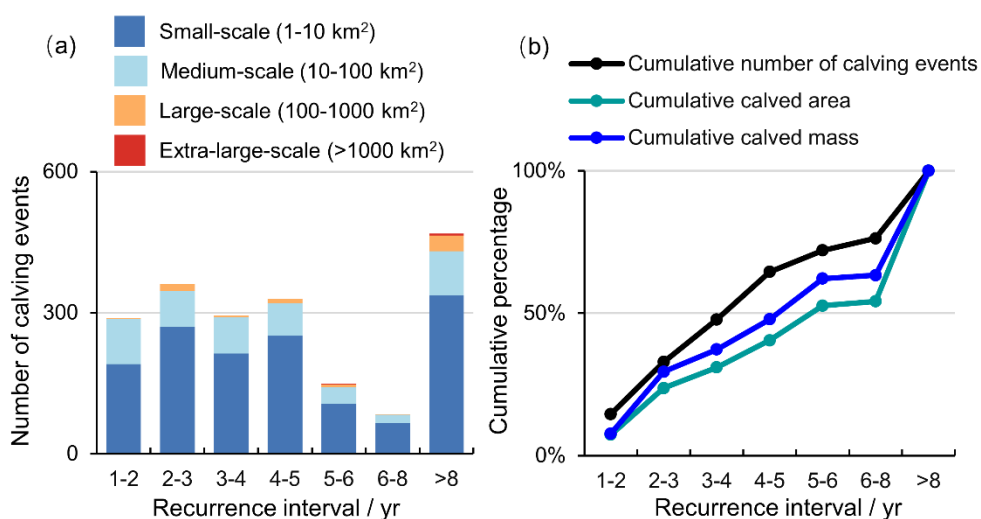 (a)
Small-scale (1-10 km²)
Medium-scale (10-100 km²)
Large-scale (100-1000 km²)
Extra-large-scale (>1000 km²)
Number of calving events
600
300
0
1-2 2-3 3-4 4-5 5-6 6-8 >8
Recurrence interval / yr
(b)
Cumulative number of calving events
Cumulative calved area
Cumulative calved mass
Cumulative percentage
100%
50%
0%
1-2 2-3 3-4 4-5 5-6 6-8 >8
Recurrence interval / yr